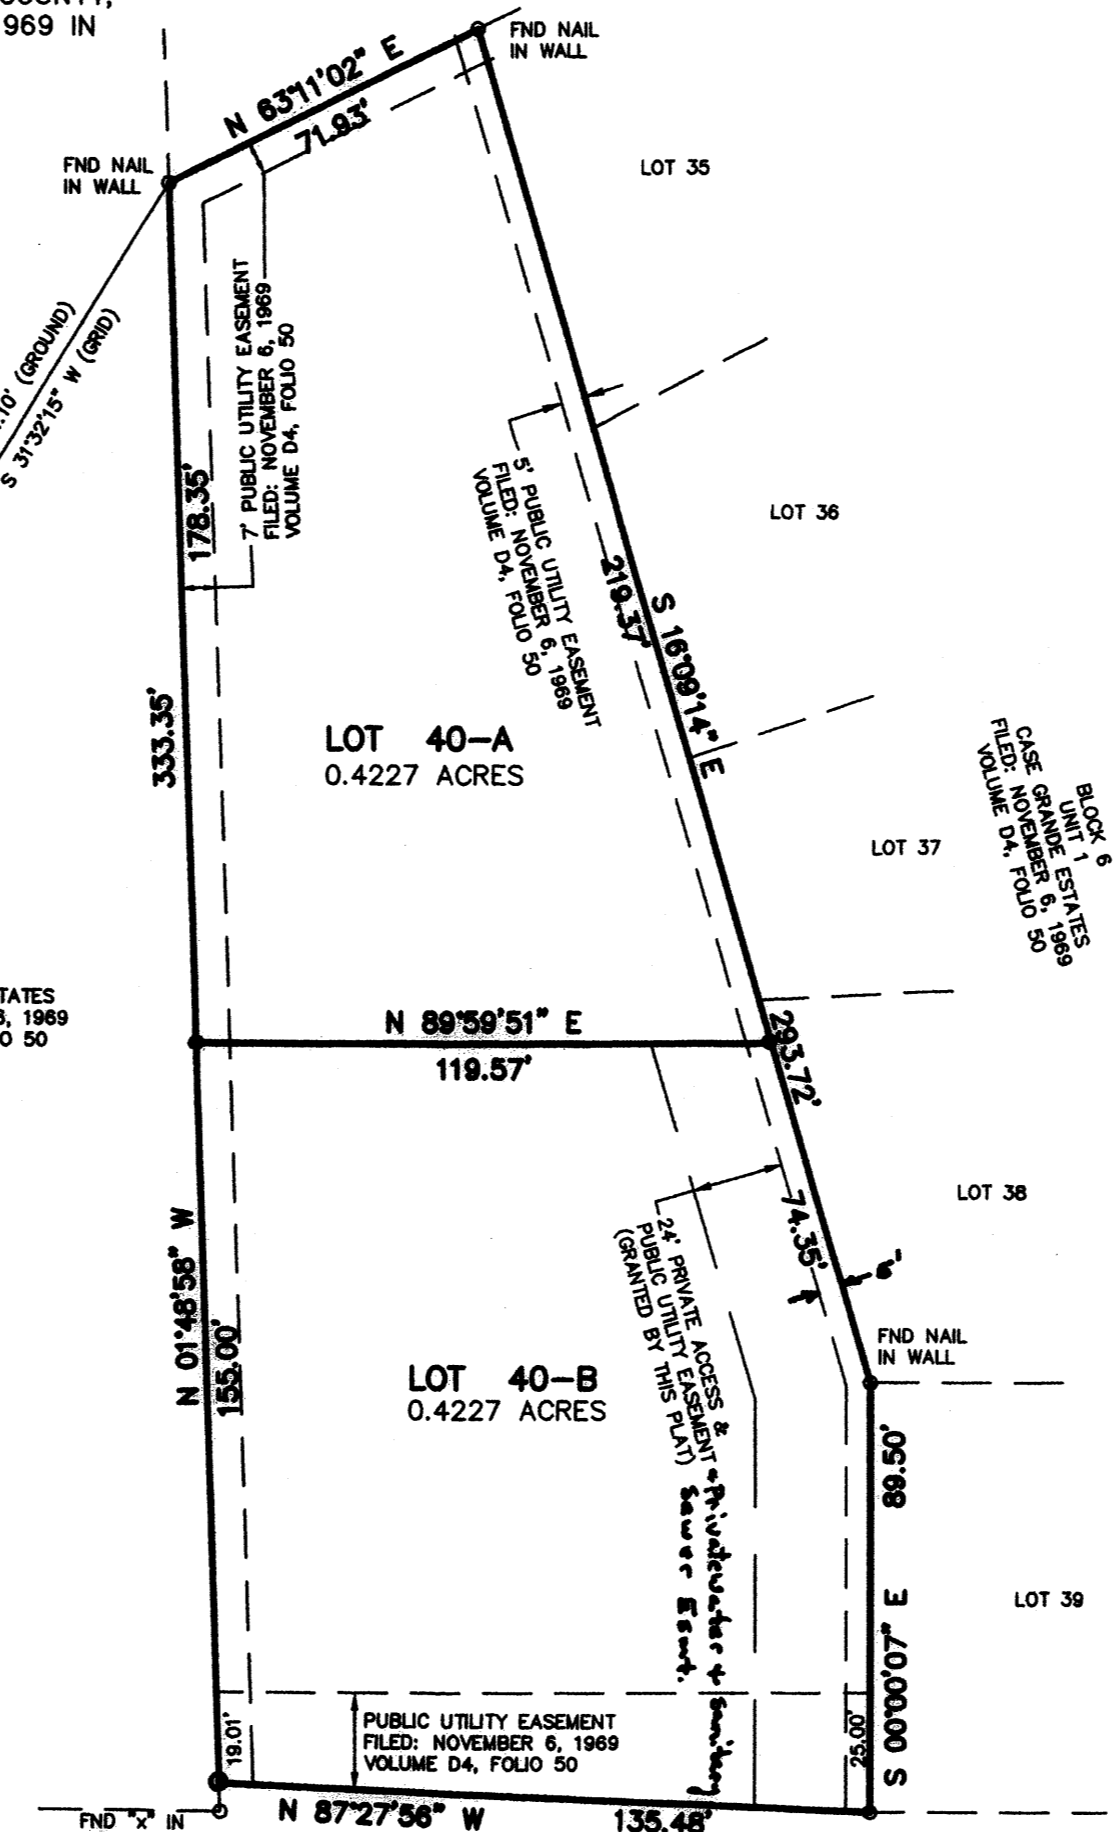 COUNTY,
1969 IN
FND NAIL
IN WALL
N 63°11'02" E
71.93'
FND NAIL
IN WALL
LOT 35
10' (GROUND)
S 31°32'15" W (GRID)
7' PUBLIC UTILITY EASEMENT
FILED: NOVEMBER 6, 1969
VOLUME D4, FOLIO 50
178.35'
333.35'
5' PUBLIC UTILITY EASEMENT
FILED: NOVEMBER 6, 1969
VOLUME D4, FOLIO 50
LOT 36
219.37'
S 16°09'14" E
LOT 40-A
0.4227 ACRES
BLOCK 6
UNIT 1
CASE GRANDE ESTATES
FILED: NOVEMBER 6, 1969
VOLUME D4, FOLIO 50
LOT 37
TATES
6, 1969
O 50
N 89°59'51" E
119.57'
293.72'
LOT 38
74.35'
24' PRIVATE ACCESS &
PUBLIC UTILITY EASEMENT + Private water + Sanitary
(GRANTED BY THIS PLAT) Sewer Esmt.
N 01°48'58" W
155.00'
FND NAIL
IN WALL
LOT 40-B
0.4227 ACRES
89.50'
S 00°00'07" E
LOT 39
19.01'
PUBLIC UTILITY EASEMENT
FILED: NOVEMBER 6, 1969
VOLUME D4, FOLIO 50
25.00'
FND "X" IN
N 87°27'56" W
135.48'